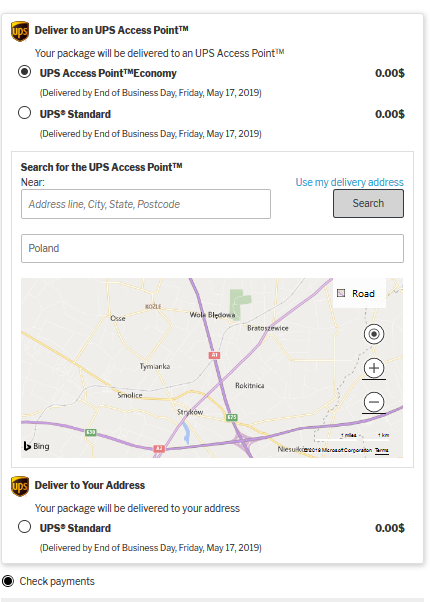 Deliver to an UPS Access Point™
Your package will be delivered to an UPS Access Point™
UPS Access Point™Economy 0.00$
(Delivered by End of Business Day, Friday, May 17, 2019)
UPS® Standard 0.00$
(Delivered by End of Business Day, Friday, May 17, 2019)
Search for the UPS Access Point™
Near: Use my delivery address
Address line, City, State, Postcode Search
Poland
Road
ROŹLE
Osse
Wola Błędowa
Bratoszewice
A1
Tymianka
Rokitnica
Smolice
Stryków
E75
E30
A2
Bing
1 miles 1 km
©2019 Microsoft Corporation Terms
ups Deliver to Your Address
Your package will be delivered to your address
UPS® Standard 0.00$
(Delivered by End of Business Day, Friday, May 17, 2019)
Check payments